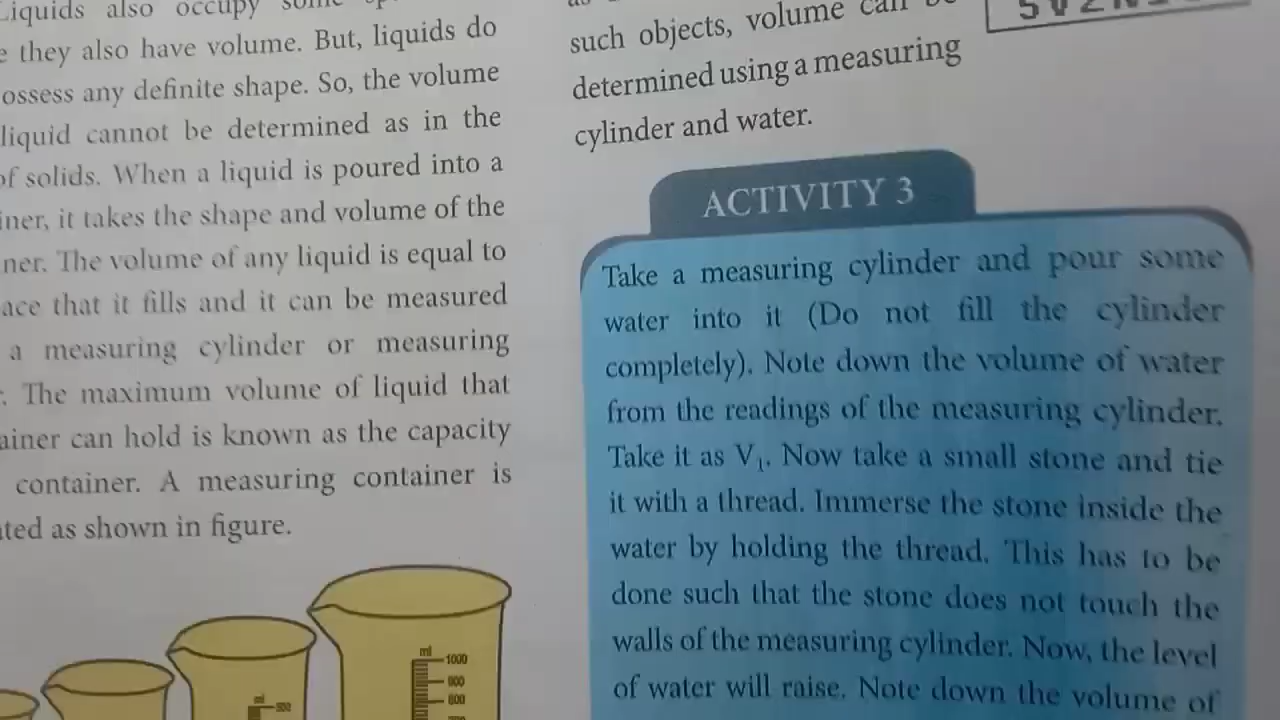 Liquids also occupy some
they also have volume. But, liquids do
ossess any definite shape. So, the volume
liquid cannot be determined as in the
of solids. When a liquid is poured into a
iner, it takes the shape and volume of the
ner. The volume of any liquid is equal to
ace that it fills and it can be measured
a measuring cylinder or measuring
. The maximum volume of liquid that
ainer can hold is known as the capacity
container. A measuring container is
ated as shown in figure.
ml
1000
900
800
ml
500
such objects, volume can be
determined using a measuring
cylinder and water.
ACTIVITY 3
Take a measuring cylinder and pour some
water into it (Do not fill the cylinder
completely). Note down the volume of water
from the readings of the measuring cylinder.
Take it as V₁. Now take a small stone and tie
it with a thread. Immerse the stone inside the
water by holding the thread. This has to be
done such that the stone does not touch the
walls of the measuring cylinder. Now, the level
of water will raise. Note down the volume of